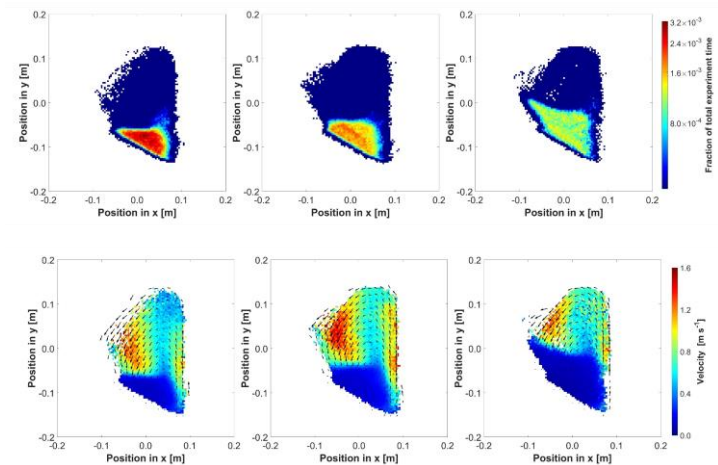 0.2
0.1
0.0
-0.1
-0.2
-0.2 -0.1 0.0 0.1 0.2
Position in x [m]
Position in y [m]
0.2
0.1
0.0
-0.1
-0.2
-0.2 -0.1 0.0 0.1 0.2
Position in x [m]
Position in y [m]
0.2
0.1
0.0
-0.1
-0.2
-0.2 -0.1 0.0 0.1 0.2
Position in x [m]
Position in y [m]
3.2×10⁻³
2.4×10⁻³
1.6×10⁻³
8.0×10⁻⁴
Fraction of total experiment time
0.2
0.1
0.0
-0.1
-0.2
-0.2 -0.1 0.0 0.1 0.2
Position in x [m]
Position in y [m]
0.2
0.1
0.0
-0.1
-0.2
-0.2 -0.1 0.0 0.1 0.2
Position in x [m]
Position in y [m]
0.2
0.1
0.0
-0.1
-0.2
-0.2 -0.1 0.0 0.1 0.2
Position in x [m]
Position in y [m]
1.6
1.2
0.8
0.4
0.0
Velocity [m s⁻¹]